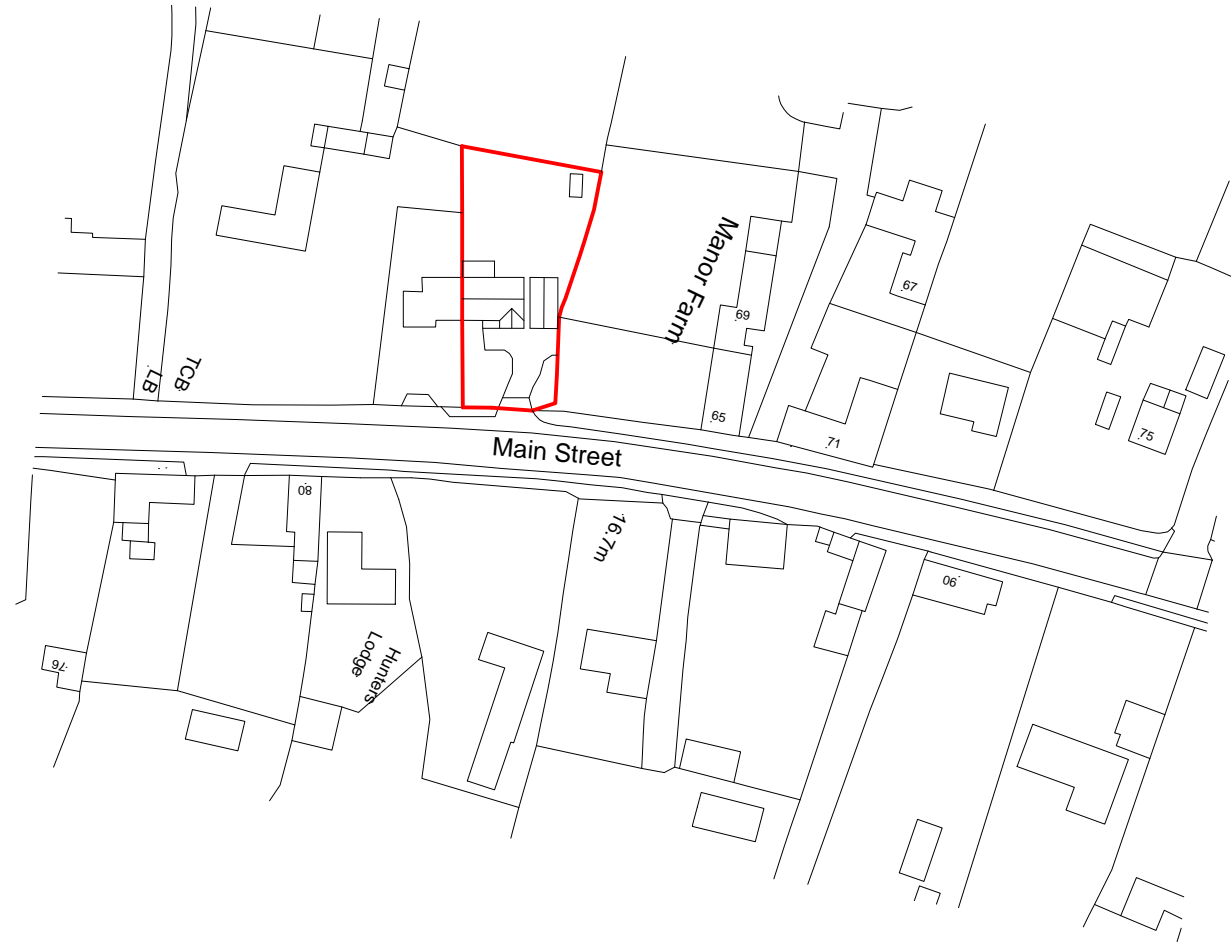 Manor Farm
67
69
TCB
LB
65
71
75
Main Street
80
16.7m
90
Hunters
Lodge
76